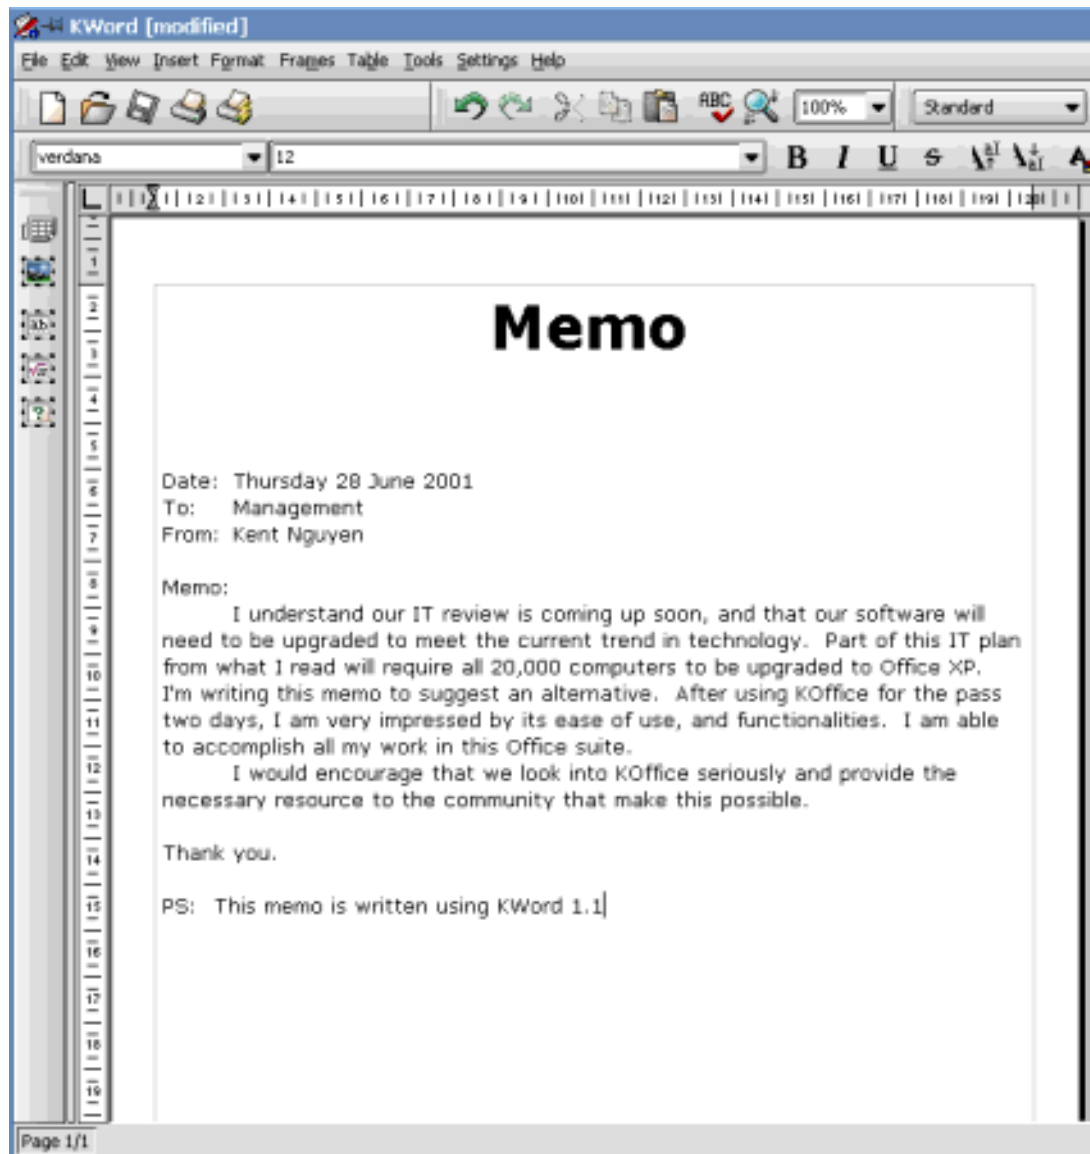 KWord [modified]
File Edit View Insert Format Frames Table Tools Settings Help
ABC 100% Standard
verdana 12 B I U S
Memo
Date: Thursday 28 June 2001
To: Management
From: Kent Nguyen
Memo:
I understand our IT review is coming up soon, and that our software will
need to be upgraded to meet the current trend in technology. Part of this IT plan
from what I read will require all 20,000 computers to be upgraded to Office XP.
I'm writing this memo to suggest an alternative. After using KOffice for the pass
two days, I am very impressed by its ease of use, and functionalities. I am able
to accomplish all my work in this Office suite.
I would encourage that we look into KOffice seriously and provide the
necessary resource to the community that make this possible.
Thank you.
PS: This memo is written using KWord 1.1
Page 1/1